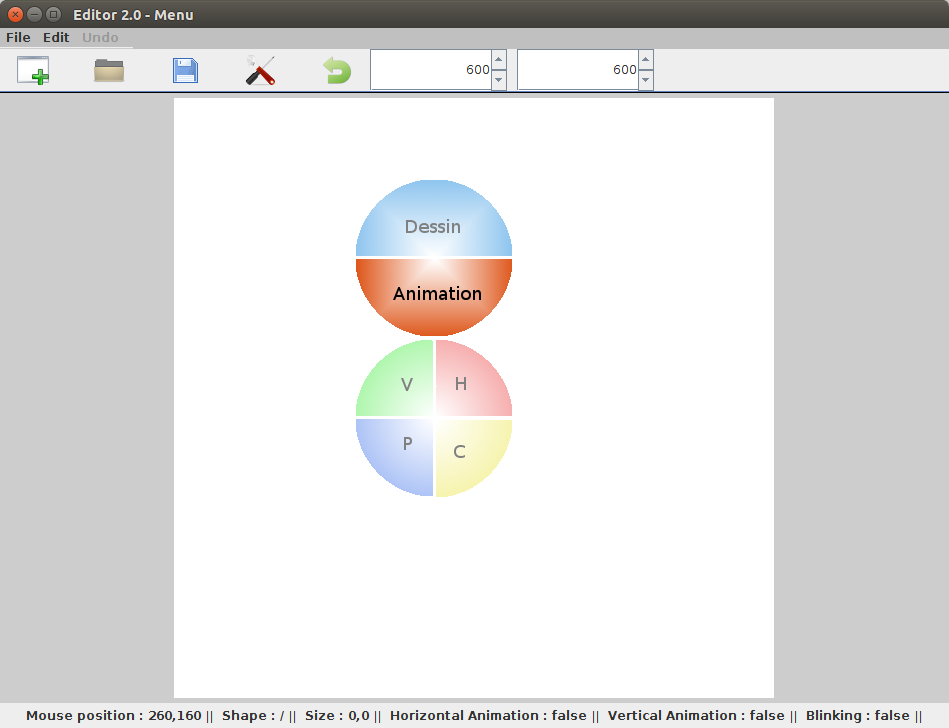 Editor 2.0 - Menu
File Edit Undo
600 600
Dessin
Animation
V H
P C
Mouse position : 260,160 || Shape : / || Size : 0,0 || Horizontal Animation : false || Vertical Animation : false || Blinking : false ||